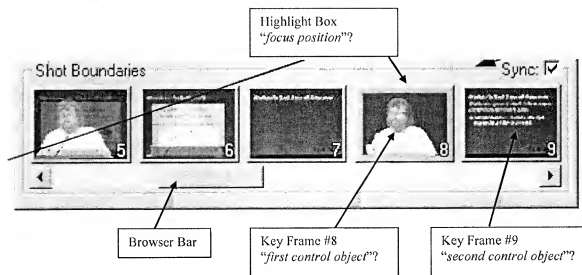 Highlight Box
"focus position"?
Shot Boundaries
Sync:
5
6
7
8
9
Browser Bar
Key Frame #8
"first control object"?
Key Frame #9
"second control object"?